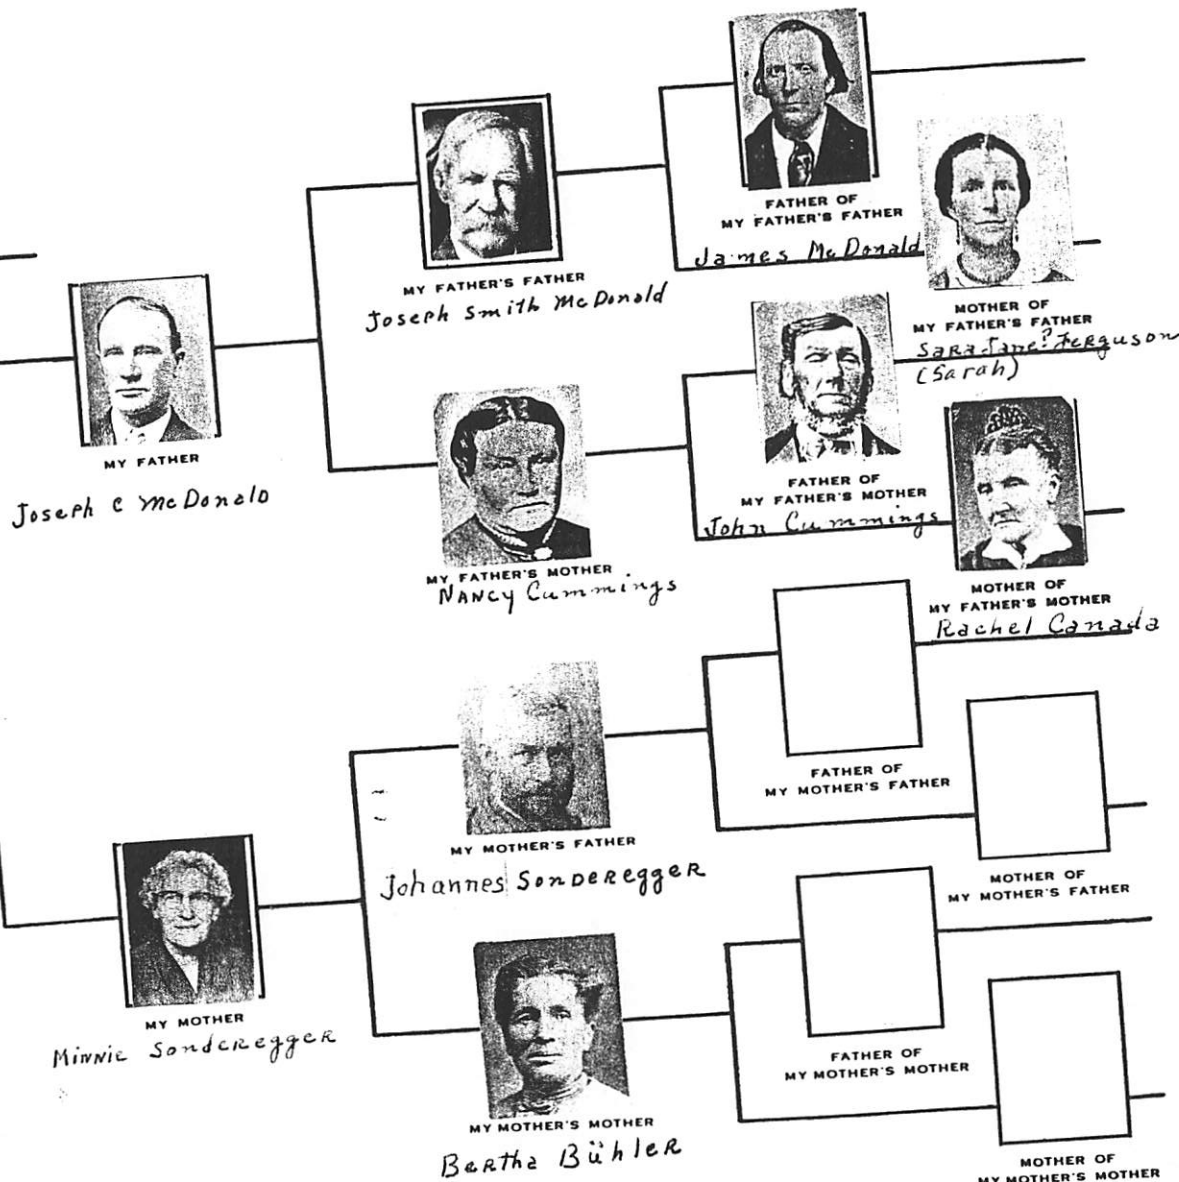 FATHER OF
MY FATHER'S FATHER
James McDonald
MOTHER OF
MY FATHER'S FATHER
Sara Jane? Ferguson
(Sarah)
MY FATHER'S FATHER
Joseph Smith McDonald
MY FATHER
Joseph C McDonald
FATHER OF
MY FATHER'S MOTHER
John Cummings
MY FATHER'S MOTHER
NANCY Cummings
MOTHER OF
MY FATHER'S MOTHER
Rachel Canada
FATHER OF
MY MOTHER'S FATHER
MY MOTHER'S FATHER
Johannes SONDEREGGER
MOTHER OF
MY MOTHER'S FATHER
MY MOTHER
MINNIE SondeReggeR
FATHER OF
MY MOTHER'S MOTHER
MY MOTHER'S MOTHER
Bertha Bühler
MOTHER OF
MY MOTHER'S MOTHER